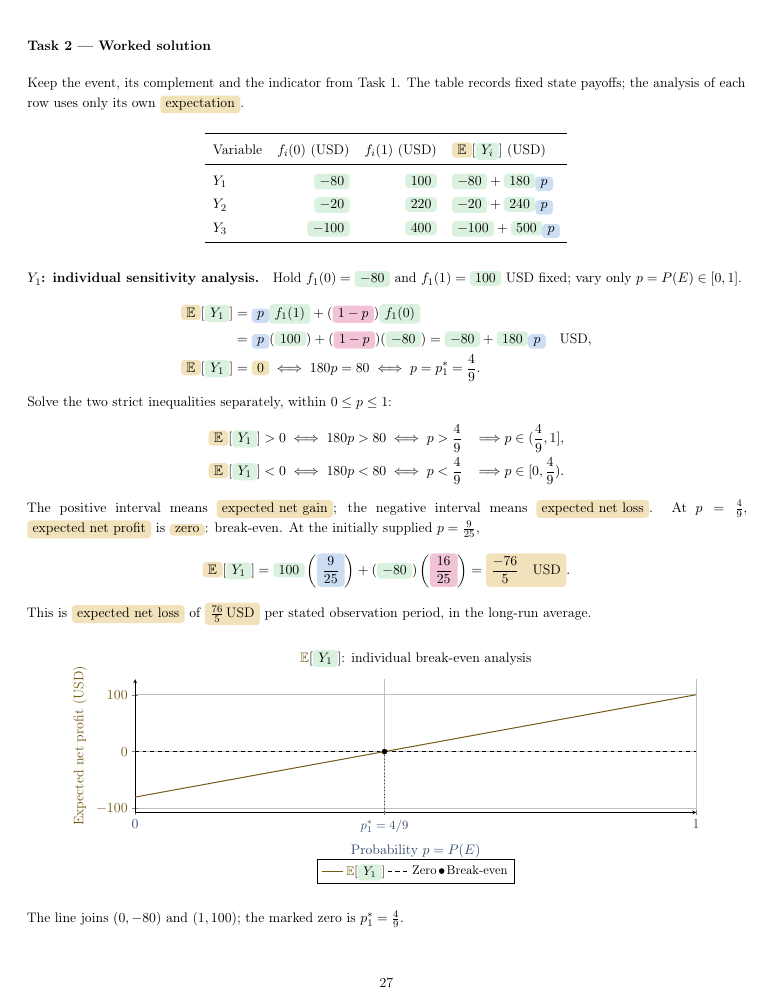 Task 2 — Worked solution
Keep the event, its complement and the indicator from Task 1. The table records fixed state payoffs; the analysis of each
row uses only its own expectation.
Variable fᵢ(0) (USD) fᵢ(1) (USD) 𝔼[Yᵢ] (USD)
Y₁ −80 100 −80 + 180 p
Y₂ −20 220 −20 + 240 p
Y₃ −100 400 −100 + 500 p
Y₁: individual sensitivity analysis. Hold f₁(0) = −80 and f₁(1) = 100 USD fixed; vary only p = P(E) ∈ [0, 1].
𝔼[Y₁] = p f₁(1) + (1 − p) f₁(0)
= p (100) + (1 − p)(−80) = −80 + 180 p USD,
𝔼[Y₁] = 0 ⟺ 180p = 80 ⟺ p = p₁* = 4/9.
Solve the two strict inequalities separately, within 0 ≤ p ≤ 1:
𝔼[Y₁] > 0 ⟺ 180p > 80 ⟺ p > 4/9 ⟹ p ∈ (4/9, 1],
𝔼[Y₁] < 0 ⟺ 180p < 80 ⟺ p < 4/9 ⟹ p ∈ [0, 4/9).
The positive interval means expected net gain; the negative interval means expected net loss. At p = 4/9,
expected net profit is zero: break-even. At the initially supplied p = 9/25,
𝔼[Y₁] = 100 (9/25) + (−80) (16/25) = −76/5 USD.
This is expected net loss of 76/5 USD per stated observation period, in the long-run average.
𝔼[Y₁]: individual break-even analysis
Expected net profit (USD)
100
0
−100
0 p₁* = 4/9 1
Probability p = P(E)
𝔼[Y₁] Zero Break-even
The line joins (0, −80) and (1, 100); the marked zero is p₁* = 4/9.
27